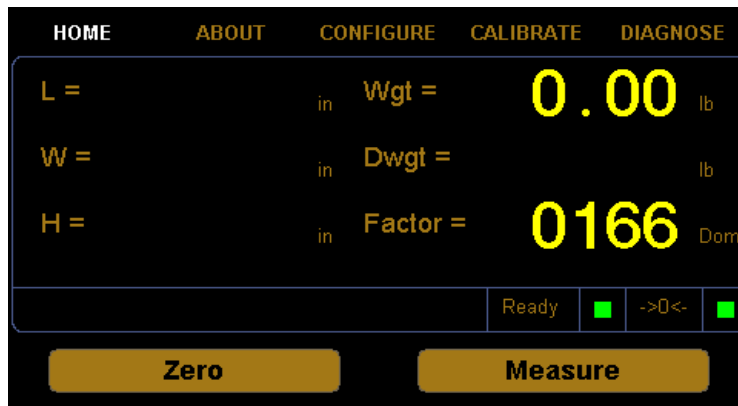 HOME ABOUT CONFIGURE CALIBRATE DIAGNOSE
L = in Wgt = 0.00 lb
W = in Dwgt = lb
H = in Factor = 0166 Dom
Ready ->0<-
Zero Measure